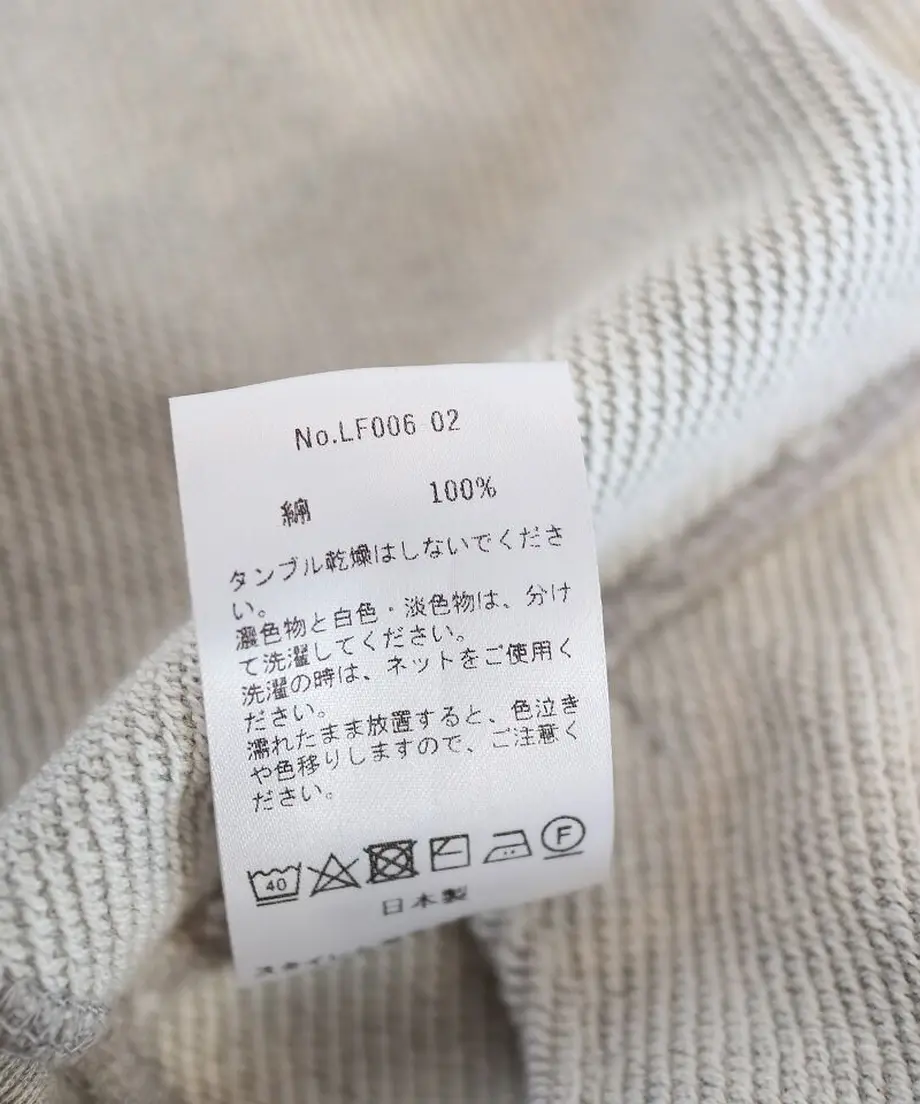 No.LF006 02
綿 100%
タンブル乾燥はしないでくださ
い。
濃色物と白色・淡色物は、分け
て洗濯してください。
洗濯の時は、ネットをご使用く
ださい。
濡れたまま放置すると、色泣き
や色移りしますので、ご注意く
ださい。
40 F
日本製